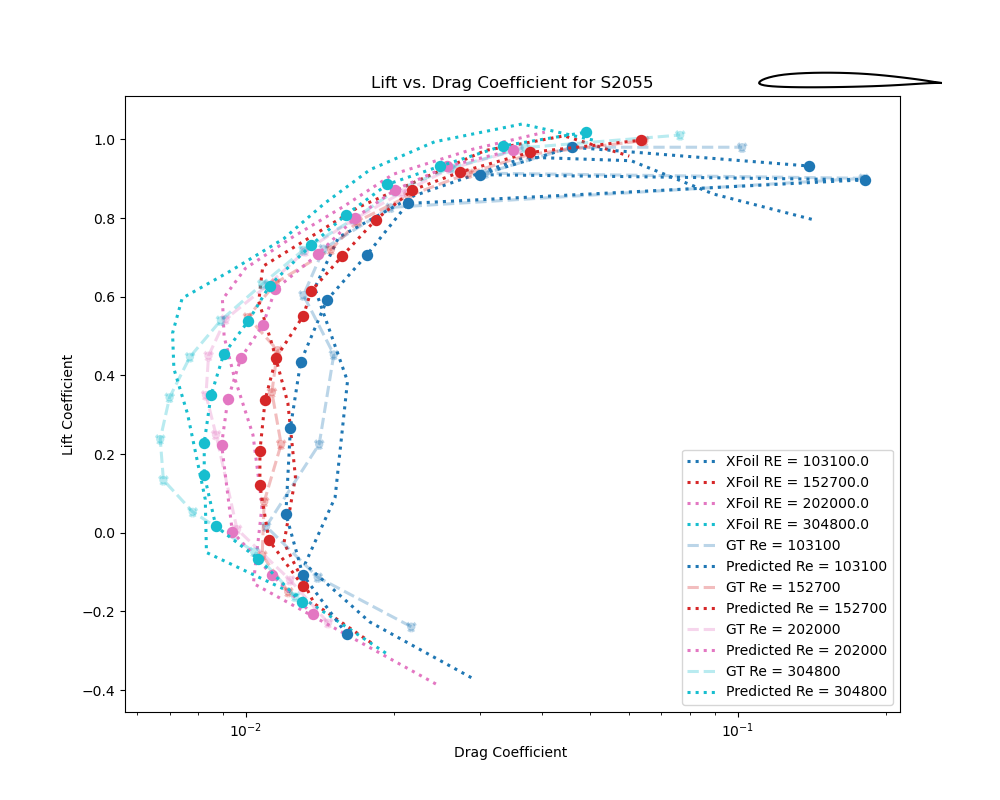 Lift vs. Drag Coefficient for S2055
1.0
0.8
0.6
0.4
0.2
0.0
−0.2
−0.4
Lift Coefficient
10⁻²
10⁻¹
Drag Coefficient
XFoil RE = 103100.0
XFoil RE = 152700.0
XFoil RE = 202000.0
XFoil RE = 304800.0
GT Re = 103100
Predicted Re = 103100
GT Re = 152700
Predicted Re = 152700
GT Re = 202000
Predicted Re = 202000
GT Re = 304800
Predicted Re = 304800